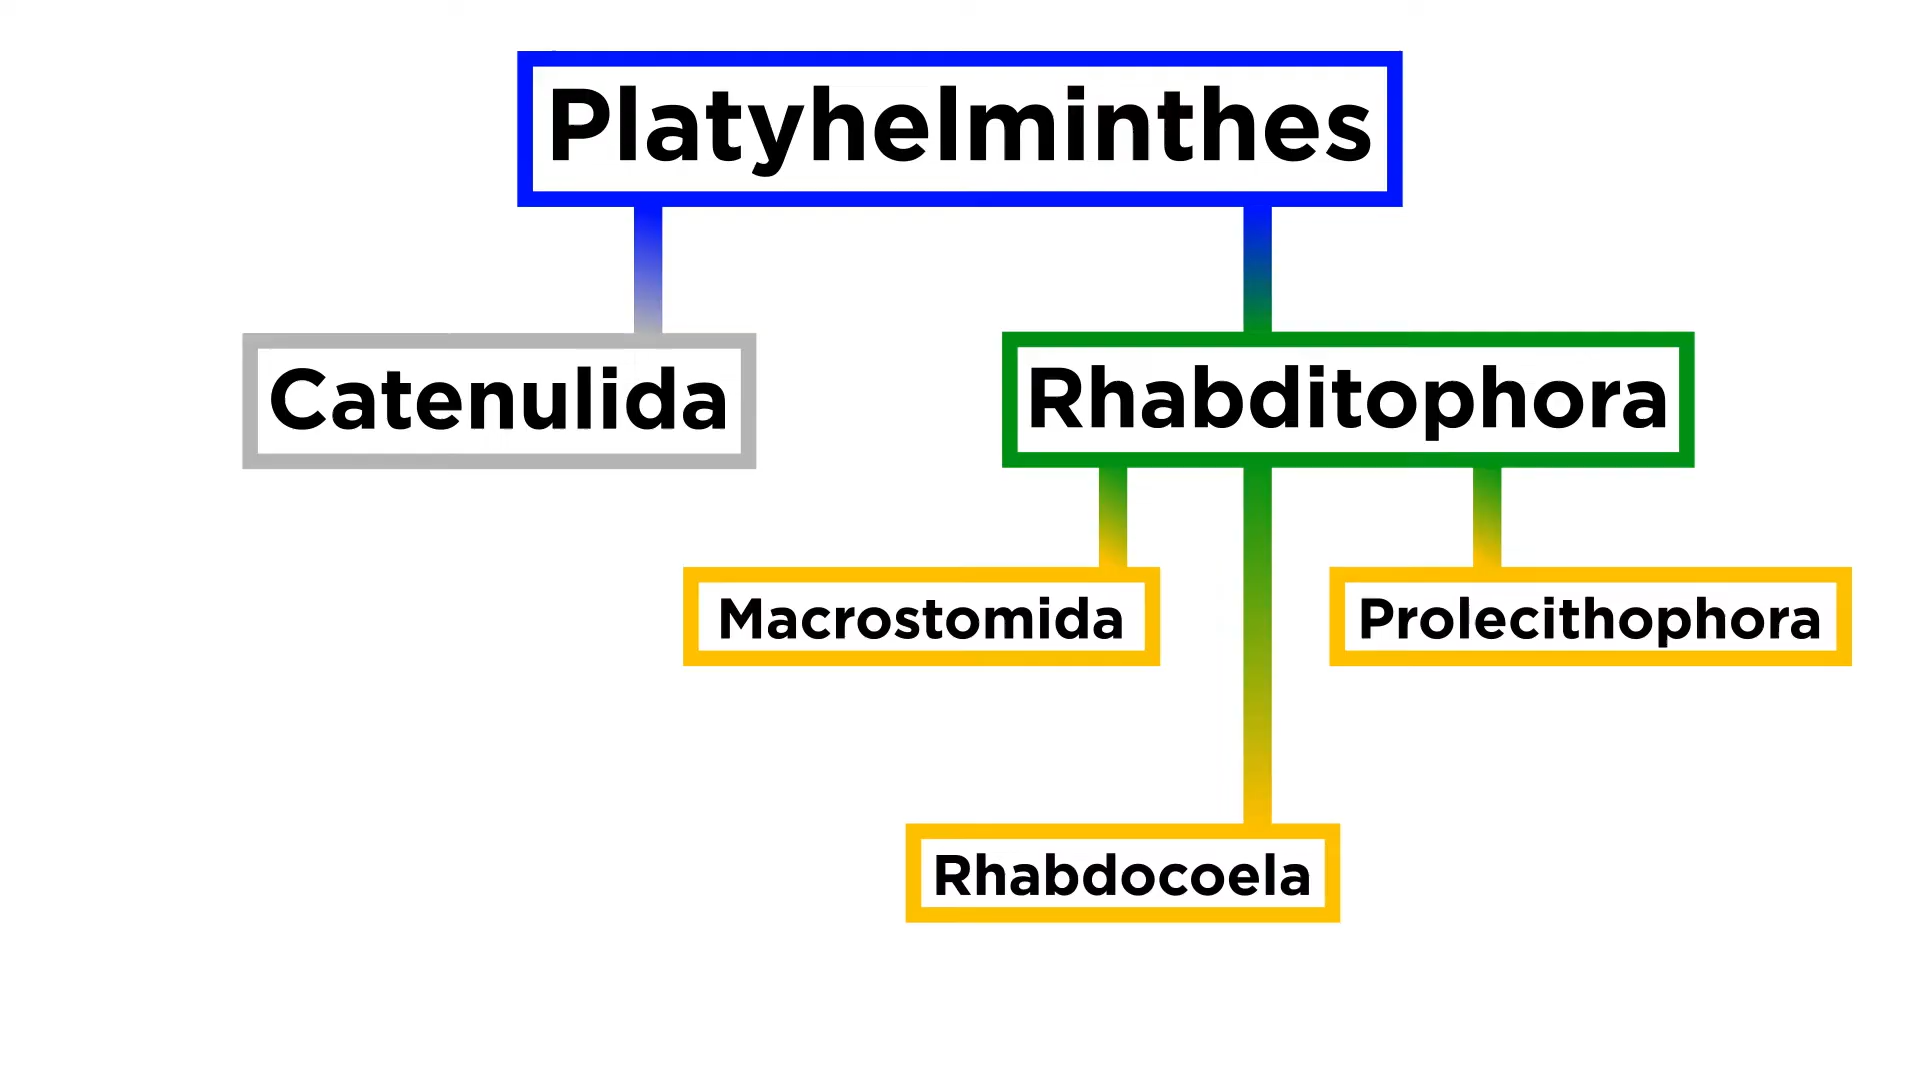 Platyhelminthes
Catenulida
Rhabditophora
Macrostomida
Prolecithophora
Rhabdocoela